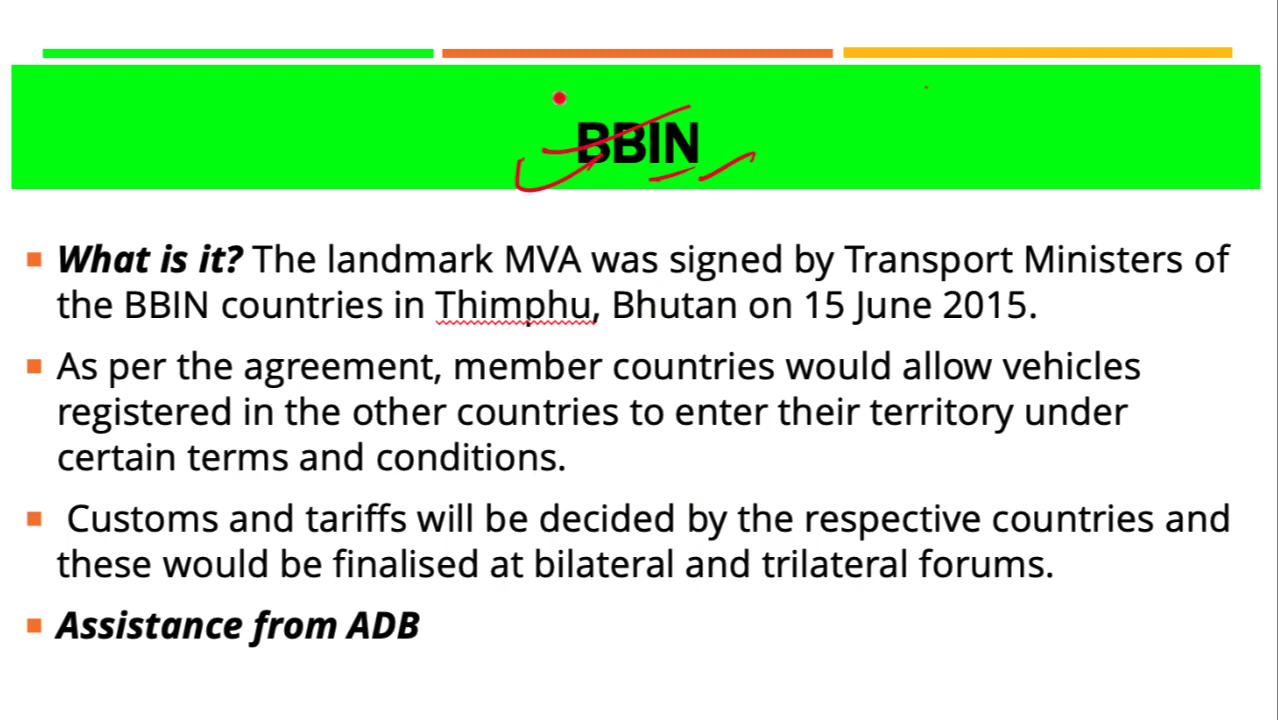 BBIN
What is it? The landmark MVA was signed by Transport Ministers of
the BBIN countries in Thimphu, Bhutan on 15 June 2015.
As per the agreement, member countries would allow vehicles
registered in the other countries to enter their territory under
certain terms and conditions.
Customs and tariffs will be decided by the respective countries and
these would be finalised at bilateral and trilateral forums.
Assistance from ADB